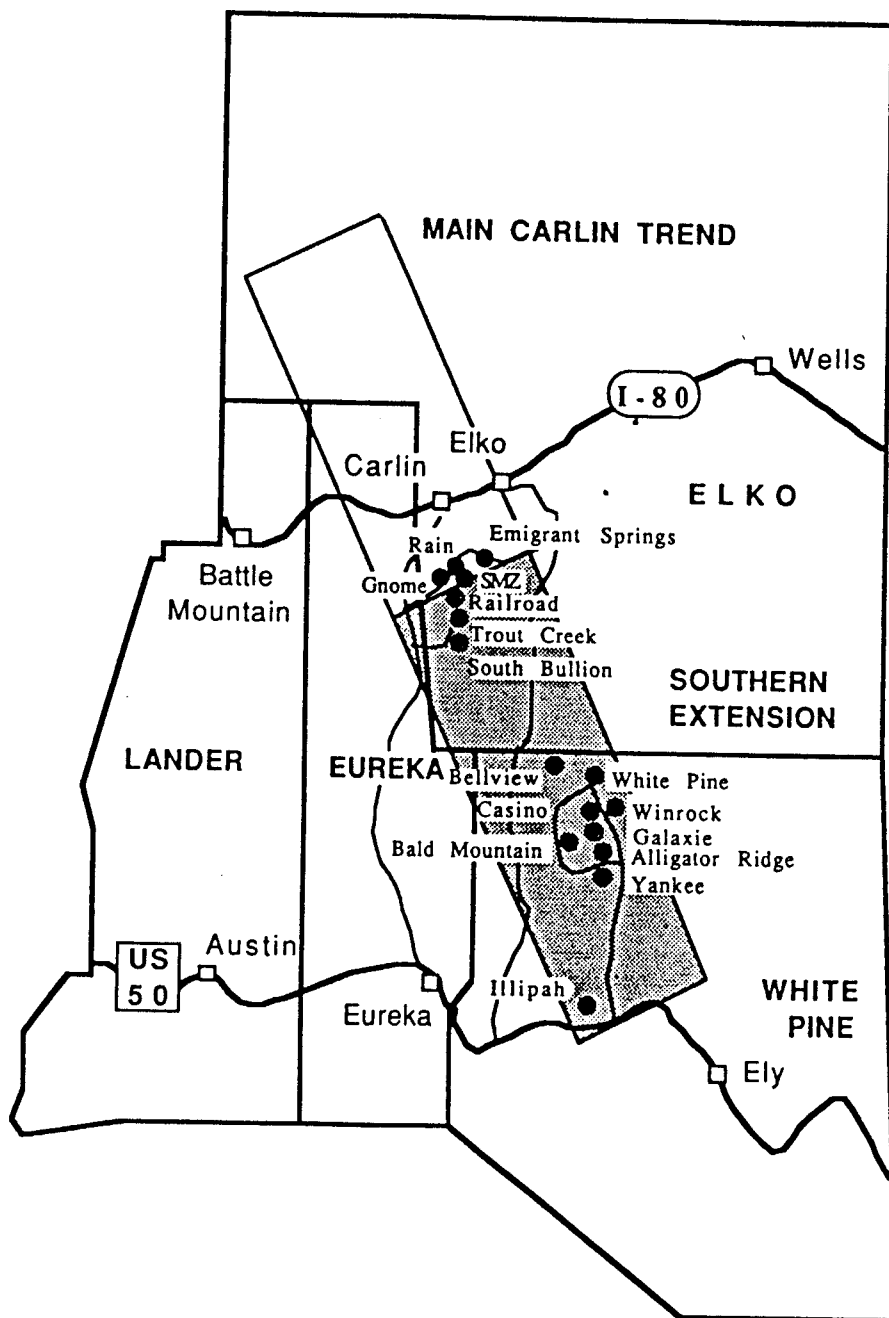 MAIN CARLIN TREND
Wells
I-80
Elko
Carlin
ELKO
Emigrant Springs
Rain
Battle
Mountain
Gnome
SMZ
Railroad
Trout Creek
South Bullion
SOUTHERN
EXTENSION
LANDER
EUREKA
Bellview
White Pine
Casino
Winrock
Galaxie
Bald Mountain
Alligator Ridge
Yankee
US
50
Austin
Illipah
WHITE
PINE
Eureka
Ely